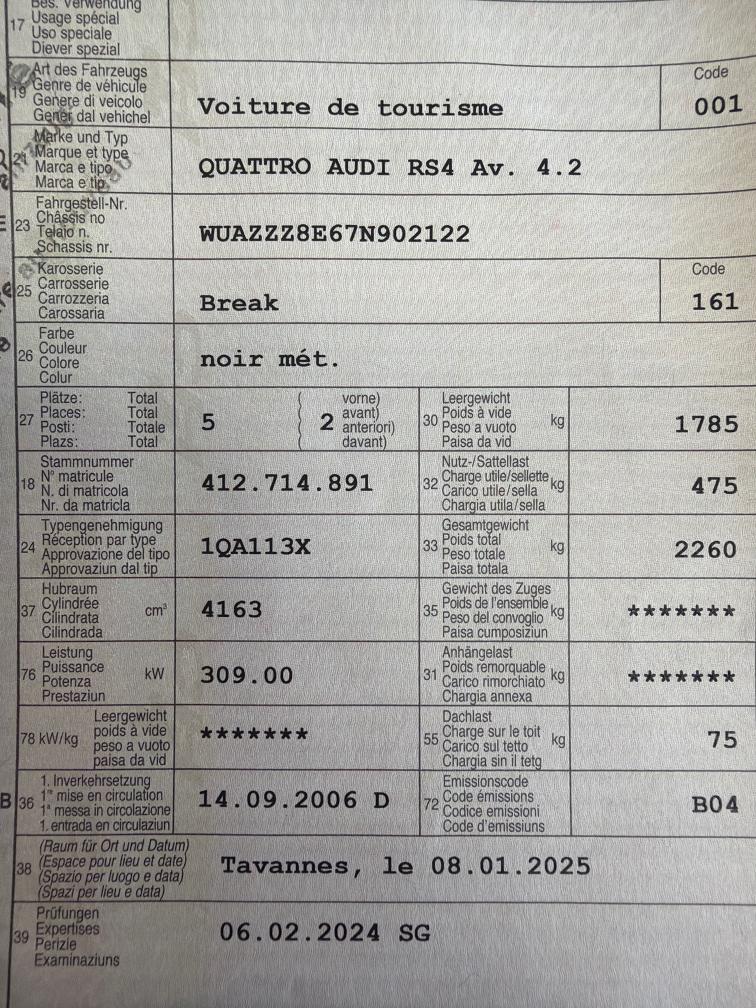 Bes. Verwendung
17 Usage spécial
Uso speciale
Diever spezial
Art des Fahrzeugs
19 Genre de véhicule
Genere di veicolo
Gener dal vehichel
Voiture de tourisme
Code
001
Marke und Typ
21 Marque et type
Marca e tipo
Marca e tip
QUATTRO AUDI RS4 Av. 4.2
Fahrgestell-Nr.
23 Châssis no
Telaio n.
Schassis nr.
WUAZZZ8E67N902122
Karosserie
25 Carrosserie
Carrozzeria
Carossaria
Break
Code
161
Farbe
26 Couleur
Colore
Colur
noir mét.
Plätze: Total
27 Places: Total
Posti: Totale
Plazs: Total
5
( vorne)
( 2 avant)
( anteriori)
( davant)
Leergewicht
30 Poids à vide kg
Peso a vuoto
Paisa da vid
1785
Stammnummer
18 N° matricule
N. di matricola
Nr. da matricla
412.714.891
Nutz-/Sattellast
32 Charge utile/sellette kg
Carico utile/sella
Chargia utila/sella
475
Typengenehmigung
24 Réception par type
Approvazione del tipo
Approvaziun dal tip
1QA113X
Gesamtgewicht
33 Poids total kg
Peso totale
Paisa totala
2260
Hubraum
37 Cylindrée cm³
Cilindrata
Cilindrada
4163
Gewicht des Zuges
35 Poids de l'ensemble kg
Peso del convoglio
Paisa cumposiziun
*******
Leistung
76 Puissance kW
Potenza
Prestaziun
309.00
Anhängelast
31 Poids remorquable kg
Carico rimorchiato
Chargia annexa
*******
Leergewicht
78 kW/kg poids à vide
peso a vuoto
paisa da vid
*******
Dachlast
55 Charge sur le toit kg
Carico sul tetto
Chargia sin il tetg
75
1. Inverkehrsetzung
B 36 1re mise en circulation
1a messa in circolazione
1. entrada en circulaziun
14.09.2006 D
Emissionscode
72 Code émissions
Codice emissioni
Code d'emissiuns
B04
(Raum für Ort und Datum)
38 (Espace pour lieu et date)
(Spazio per luogo e data)
(Spazi per lieu e data)
Tavannes, le 08.01.2025
Prüfungen
39 Expertises
Perizie
Examinaziuns
06.02.2024 SG